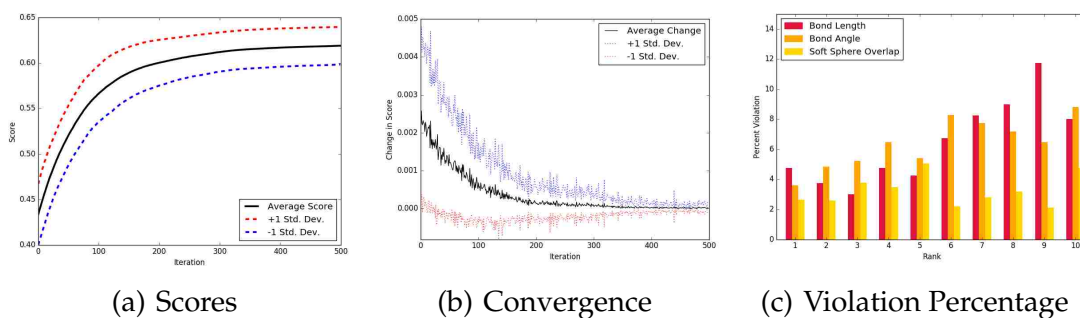 0.65
0.60
0.55
0.50
0.45
0.40
Score
0 100 200 300 400 500
Iteration
Average Score
+1 Std. Dev.
-1 Std. Dev.
(a) Scores
0.005
0.004
0.003
0.002
0.001
0.000
Change in Score
0 100 200 300 400 500
Iteration
Average Change
+1 Std. Dev.
-1 Std. Dev.
(b) Convergence
14
12
10
8
6
4
2
0
Percent Violation
1 2 3 4 5 6 7 8 9 10
Rank
Bond Length
Bond Angle
Soft Sphere Overlap
(c) Violation Percentage